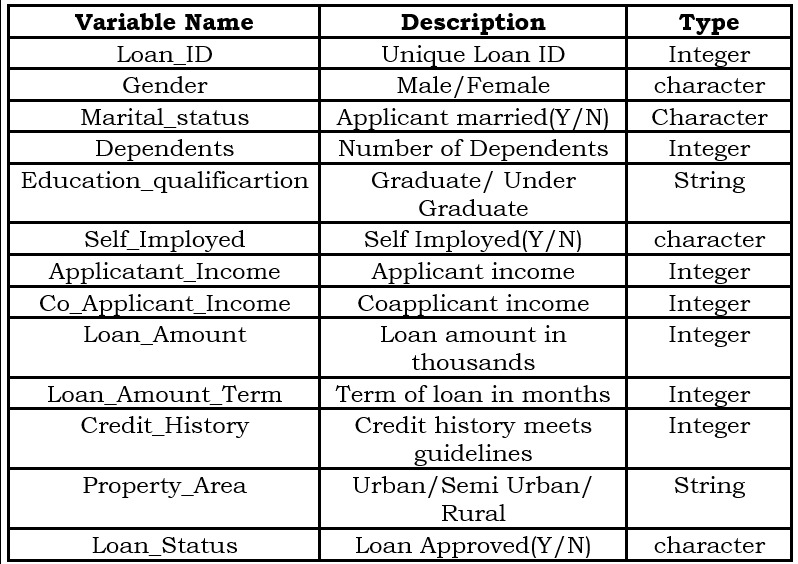 Variable Name Description Type
Loan_ID Unique Loan ID Integer
Gender Male/Female character
Marital_status Applicant married(Y/N) Character
Dependents Number of Dependents Integer
Education_qualificartion Graduate/ Under String
Graduate
Self_Imployed Self Imployed(Y/N) character
Applicatant_Income Applicant income Integer
Co_Applicant_Income Coapplicant income Integer
Loan_Amount Loan amount in Integer
thousands
Loan_Amount_Term Term of loan in months Integer
Credit_History Credit history meets Integer
guidelines
Property_Area Urban/Semi Urban/ String
Rural
Loan_Status Loan Approved(Y/N) character